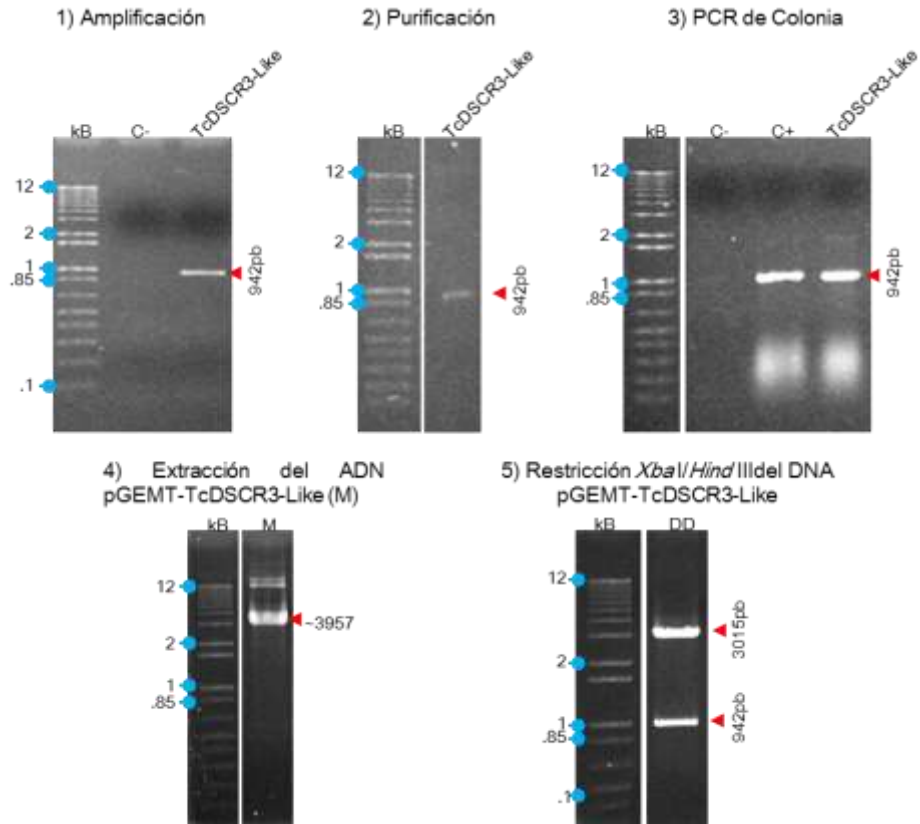 1) Amplificación
kB
C-
TcDSCR3-Like
12
2
1
.85
.1
942pb
2) Purificación
kB
TcDSCR3-Like
12
2
1
.85
942pb
3) PCR de Colonia
kB
C-
C+
TcDSCR3-Like
12
2
1
.85
942pb
4) Extracción del ADN
pGEMT-TcDSCR3-Like (M)
kB
M
12
2
1
.85
~3957
5) Restricción XbaI/Hind IIIdel DNA
pGEMT-TcDSCR3-Like
kB
DD
12
2
1
.85
.1
3015pb
942pb